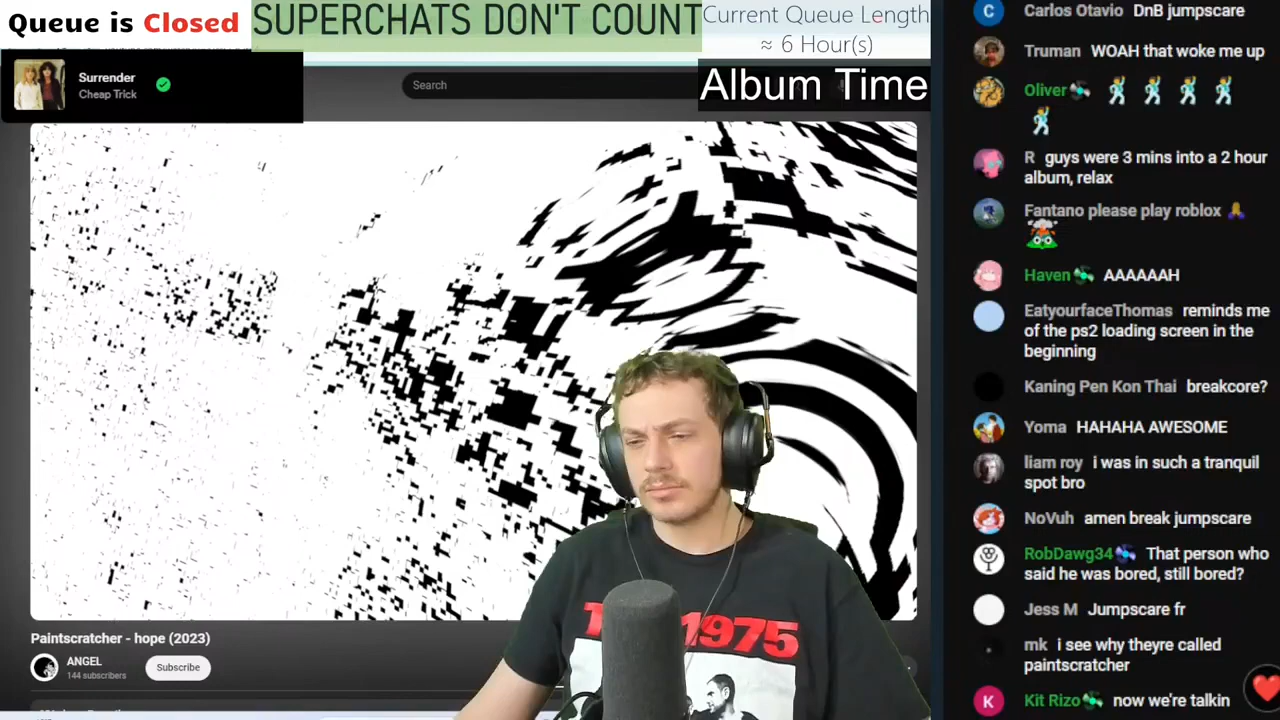 Queue is Closed
SUPERCHATS DON'T COUNT
Current Queue Length
≈ 6 Hour(s)
Surrender
Cheap Trick
Search
Album Time
Paintscratcher - hope (2023)
ANGEL
144 subscribers
Subscribe
1975
C
Carlos Otavio DnB jumpscare
Truman WOAH that woke me up
Oliver
R guys were 3 mins into a 2 hour
album, relax
Fantano please play roblox
Haven AAAAAAH
EatyourfaceThomas reminds me
of the ps2 loading screen in the
beginning
Kaning Pen Kon Thai breakcore?
Yoma HAHAHA AWESOME
liam roy i was in such a tranquil
spot bro
NoVuh amen break jumpscare
RobDawg34 That person who
said he was bored, still bored?
Jess M Jumpscare fr
mk i see why theyre called
paintscratcher
K
Kit Rizo now we're talkin